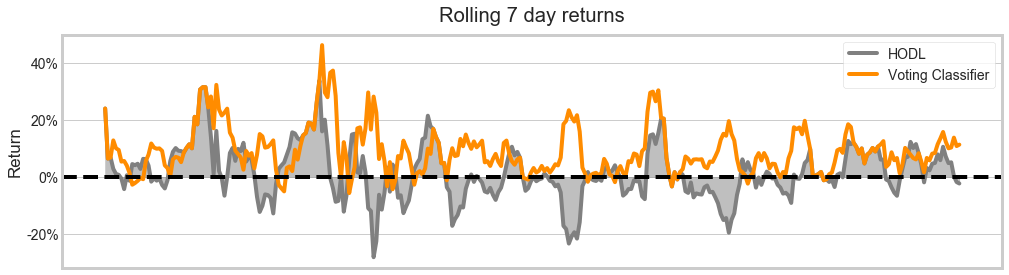 Rolling 7 day returns
HODL
Voting Classifier
Return
40%
20%
0%
-20%